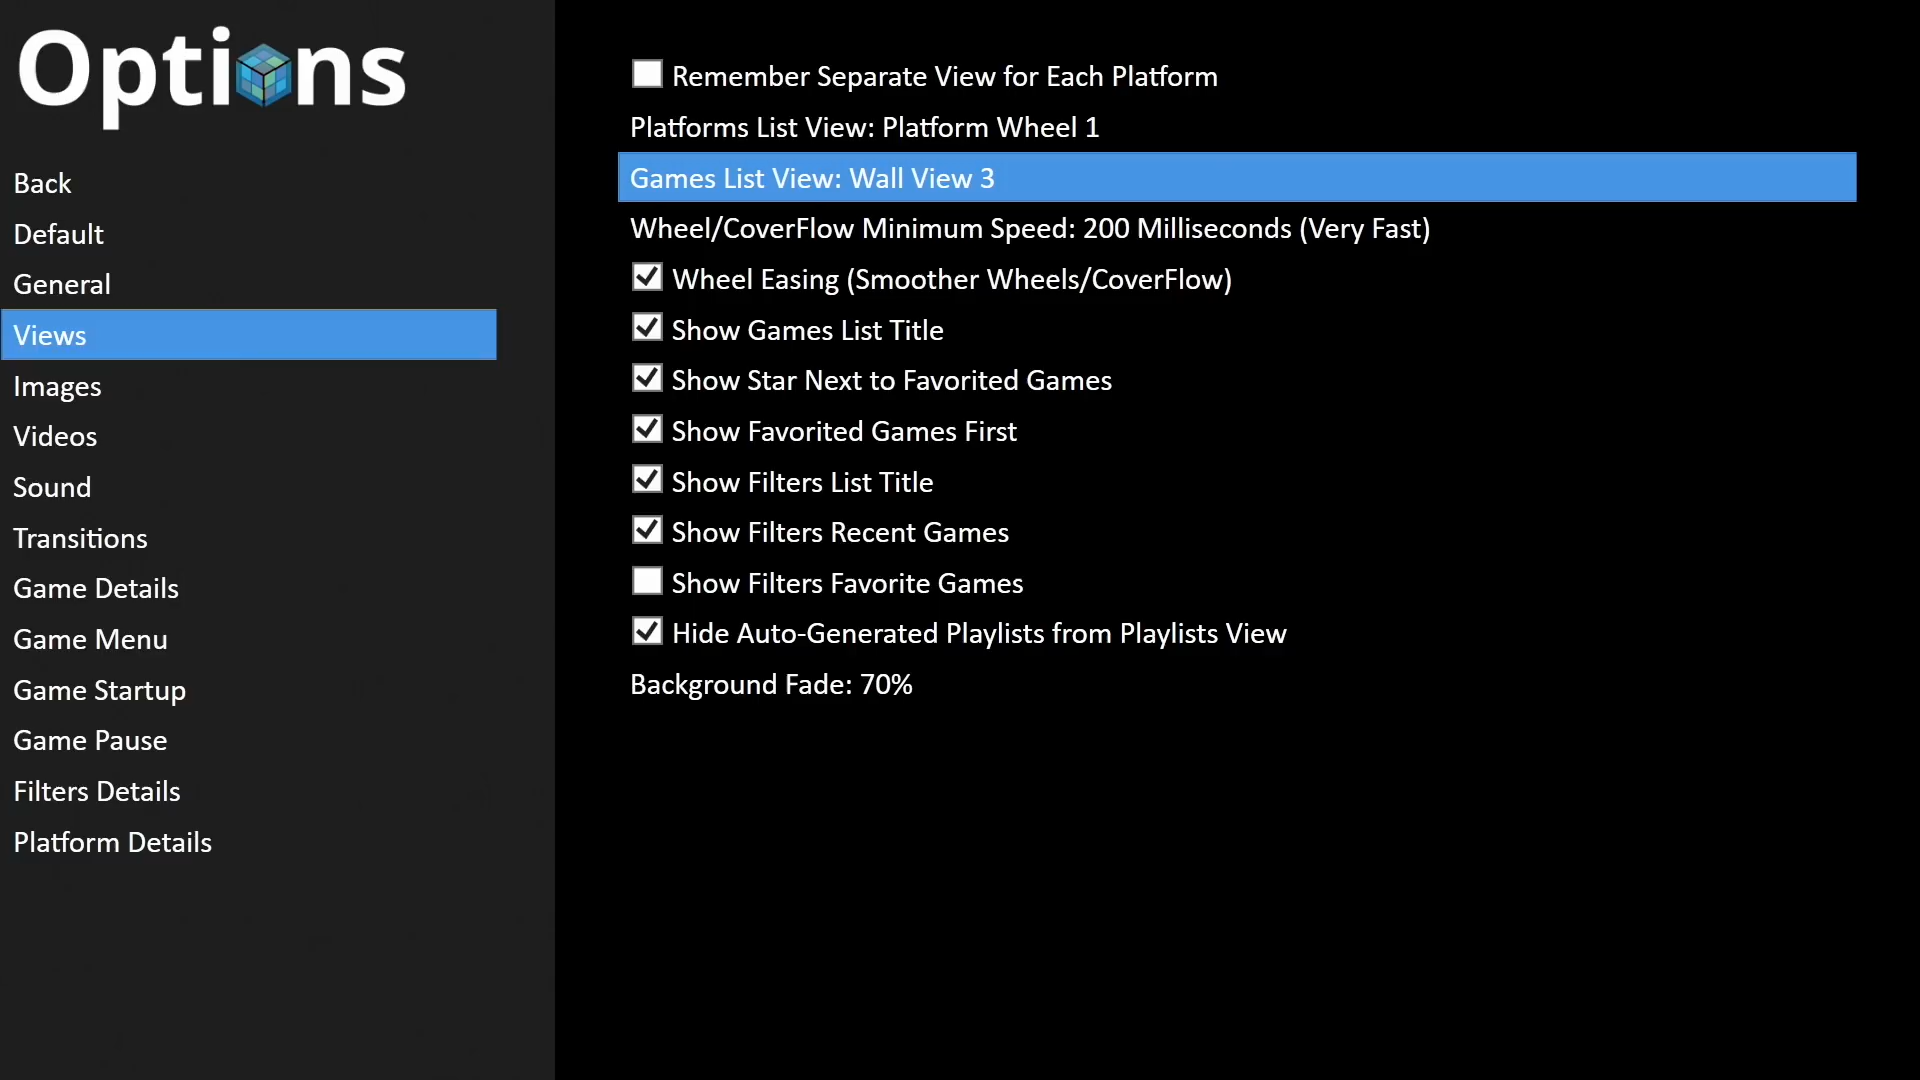 Options
Back
Default
General
Views
Images
Videos
Sound
Transitions
Game Details
Game Menu
Game Startup
Game Pause
Filters Details
Platform Details
Remember Separate View for Each Platform
Platforms List View: Platform Wheel 1
Games List View: Wall View 3
Wheel/CoverFlow Minimum Speed: 200 Milliseconds (Very Fast)
Wheel Easing (Smoother Wheels/CoverFlow)
Show Games List Title
Show Star Next to Favorited Games
Show Favorited Games First
Show Filters List Title
Show Filters Recent Games
Show Filters Favorite Games
Hide Auto-Generated Playlists from Playlists View
Background Fade: 70%